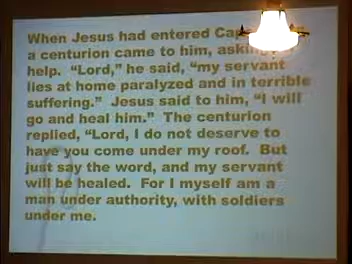 When Jesus had entered
a centurion came to him,
help. "Lord," he said, "my servant
lies at home paralyzed and in terrible
suffering." Jesus said to him, "I will
go and heal him." The centurion
replied, "Lord, I do not deserve to
have you come under my roof. But
just say the word, and my servant
will be healed. For I myself am a
man under authority, with soldiers
under me.